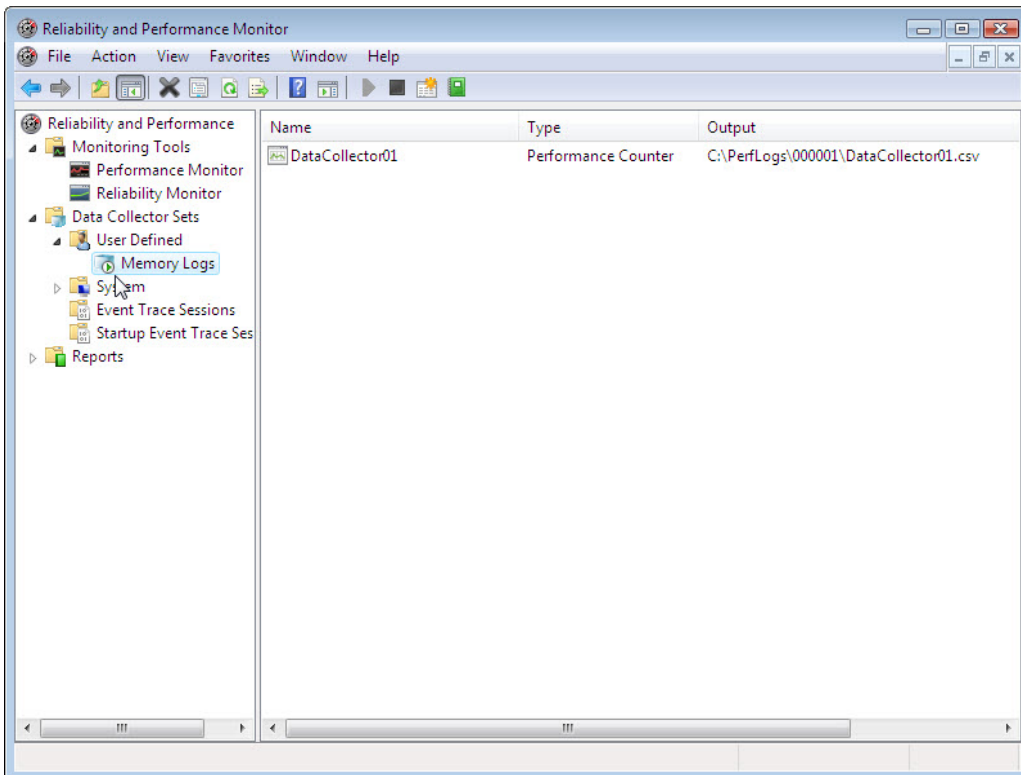 Reliability and Performance Monitor
File Action View Favorites Window Help
Reliability and Performance
Monitoring Tools
Performance Monitor
Reliability Monitor
Data Collector Sets
User Defined
Memory Logs
System
Event Trace Sessions
Startup Event Trace Ses
Reports
Name Type Output
DataCollector01 Performance Counter C:\PerfLogs\000001\DataCollector01.csv